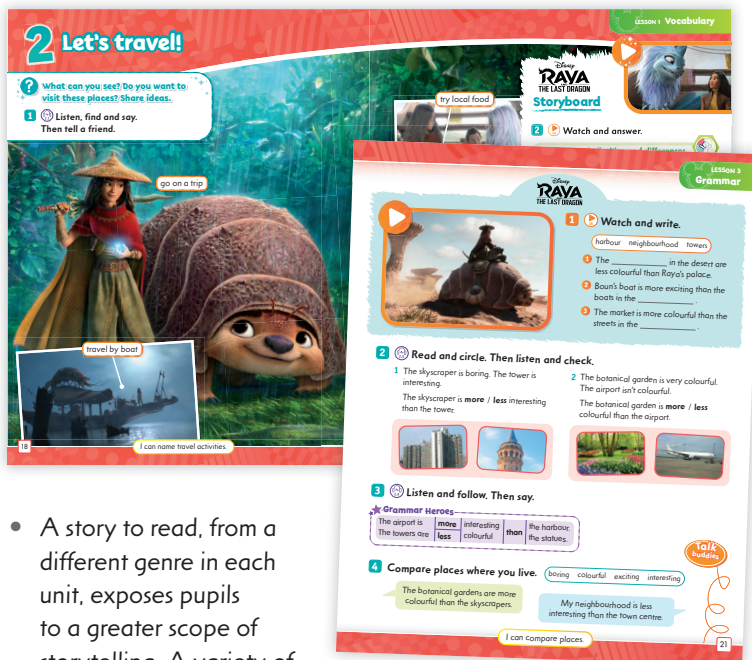 2 Let's travel!
? What can you see? Do you want to
visit these places? Share ideas.
1 Listen, find and say.
Then tell a friend.
go on a trip
travel by boat
try local food
18
I can name travel activities.
LESSON 1 Vocabulary
Disney
RAYA
THE LAST DRAGON
Storyboard
2 Watch and answer.
LESSON 3
Grammar
Disney
RAYA
THE LAST DRAGON
1 Watch and write.
harbour neighbourhood towers
1 The ____________ in the desert are
less colourful than Raya's palace.
2 Boun's boat is more exciting than the
boats in the ____________ .
3 The market is more colourful than the
streets in the ____________ .
2 Read and circle. Then listen and check.
1 The skyscraper is boring. The tower is
interesting.
The skyscraper is more / less interesting
than the tower.
2 The botanical garden is very colourful.
The airport isn't colourful.
The botanical garden is more / less
colourful than the airport.
3 Listen and follow. Then say.
Grammar Heroes
The airport is more interesting than the harbour.
The towers are less colourful the statues.
4 Compare places where you live.
boring colourful exciting interesting
Talk
buddies
The botanical gardens are more
colourful than the skyscrapers.
My neighbourhood is less
interesting than the town centre.
I can compare places.
21
• A story to read, from a
different genre in each
unit, exposes pupils
to a greater scope of
storytelling. A variety of